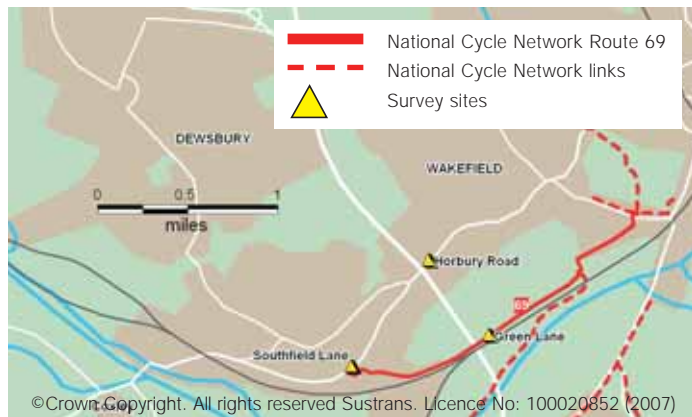 National Cycle Network Route 69
National Cycle Network links
Survey sites
DEWSBURY
WAKEFIELD
0 0.5 1
miles
Horbury Road
69
Green Lane
Southfield Lane
©Crown Copyright. All rights reserved Sustrans. Licence No: 100020852 (2007)